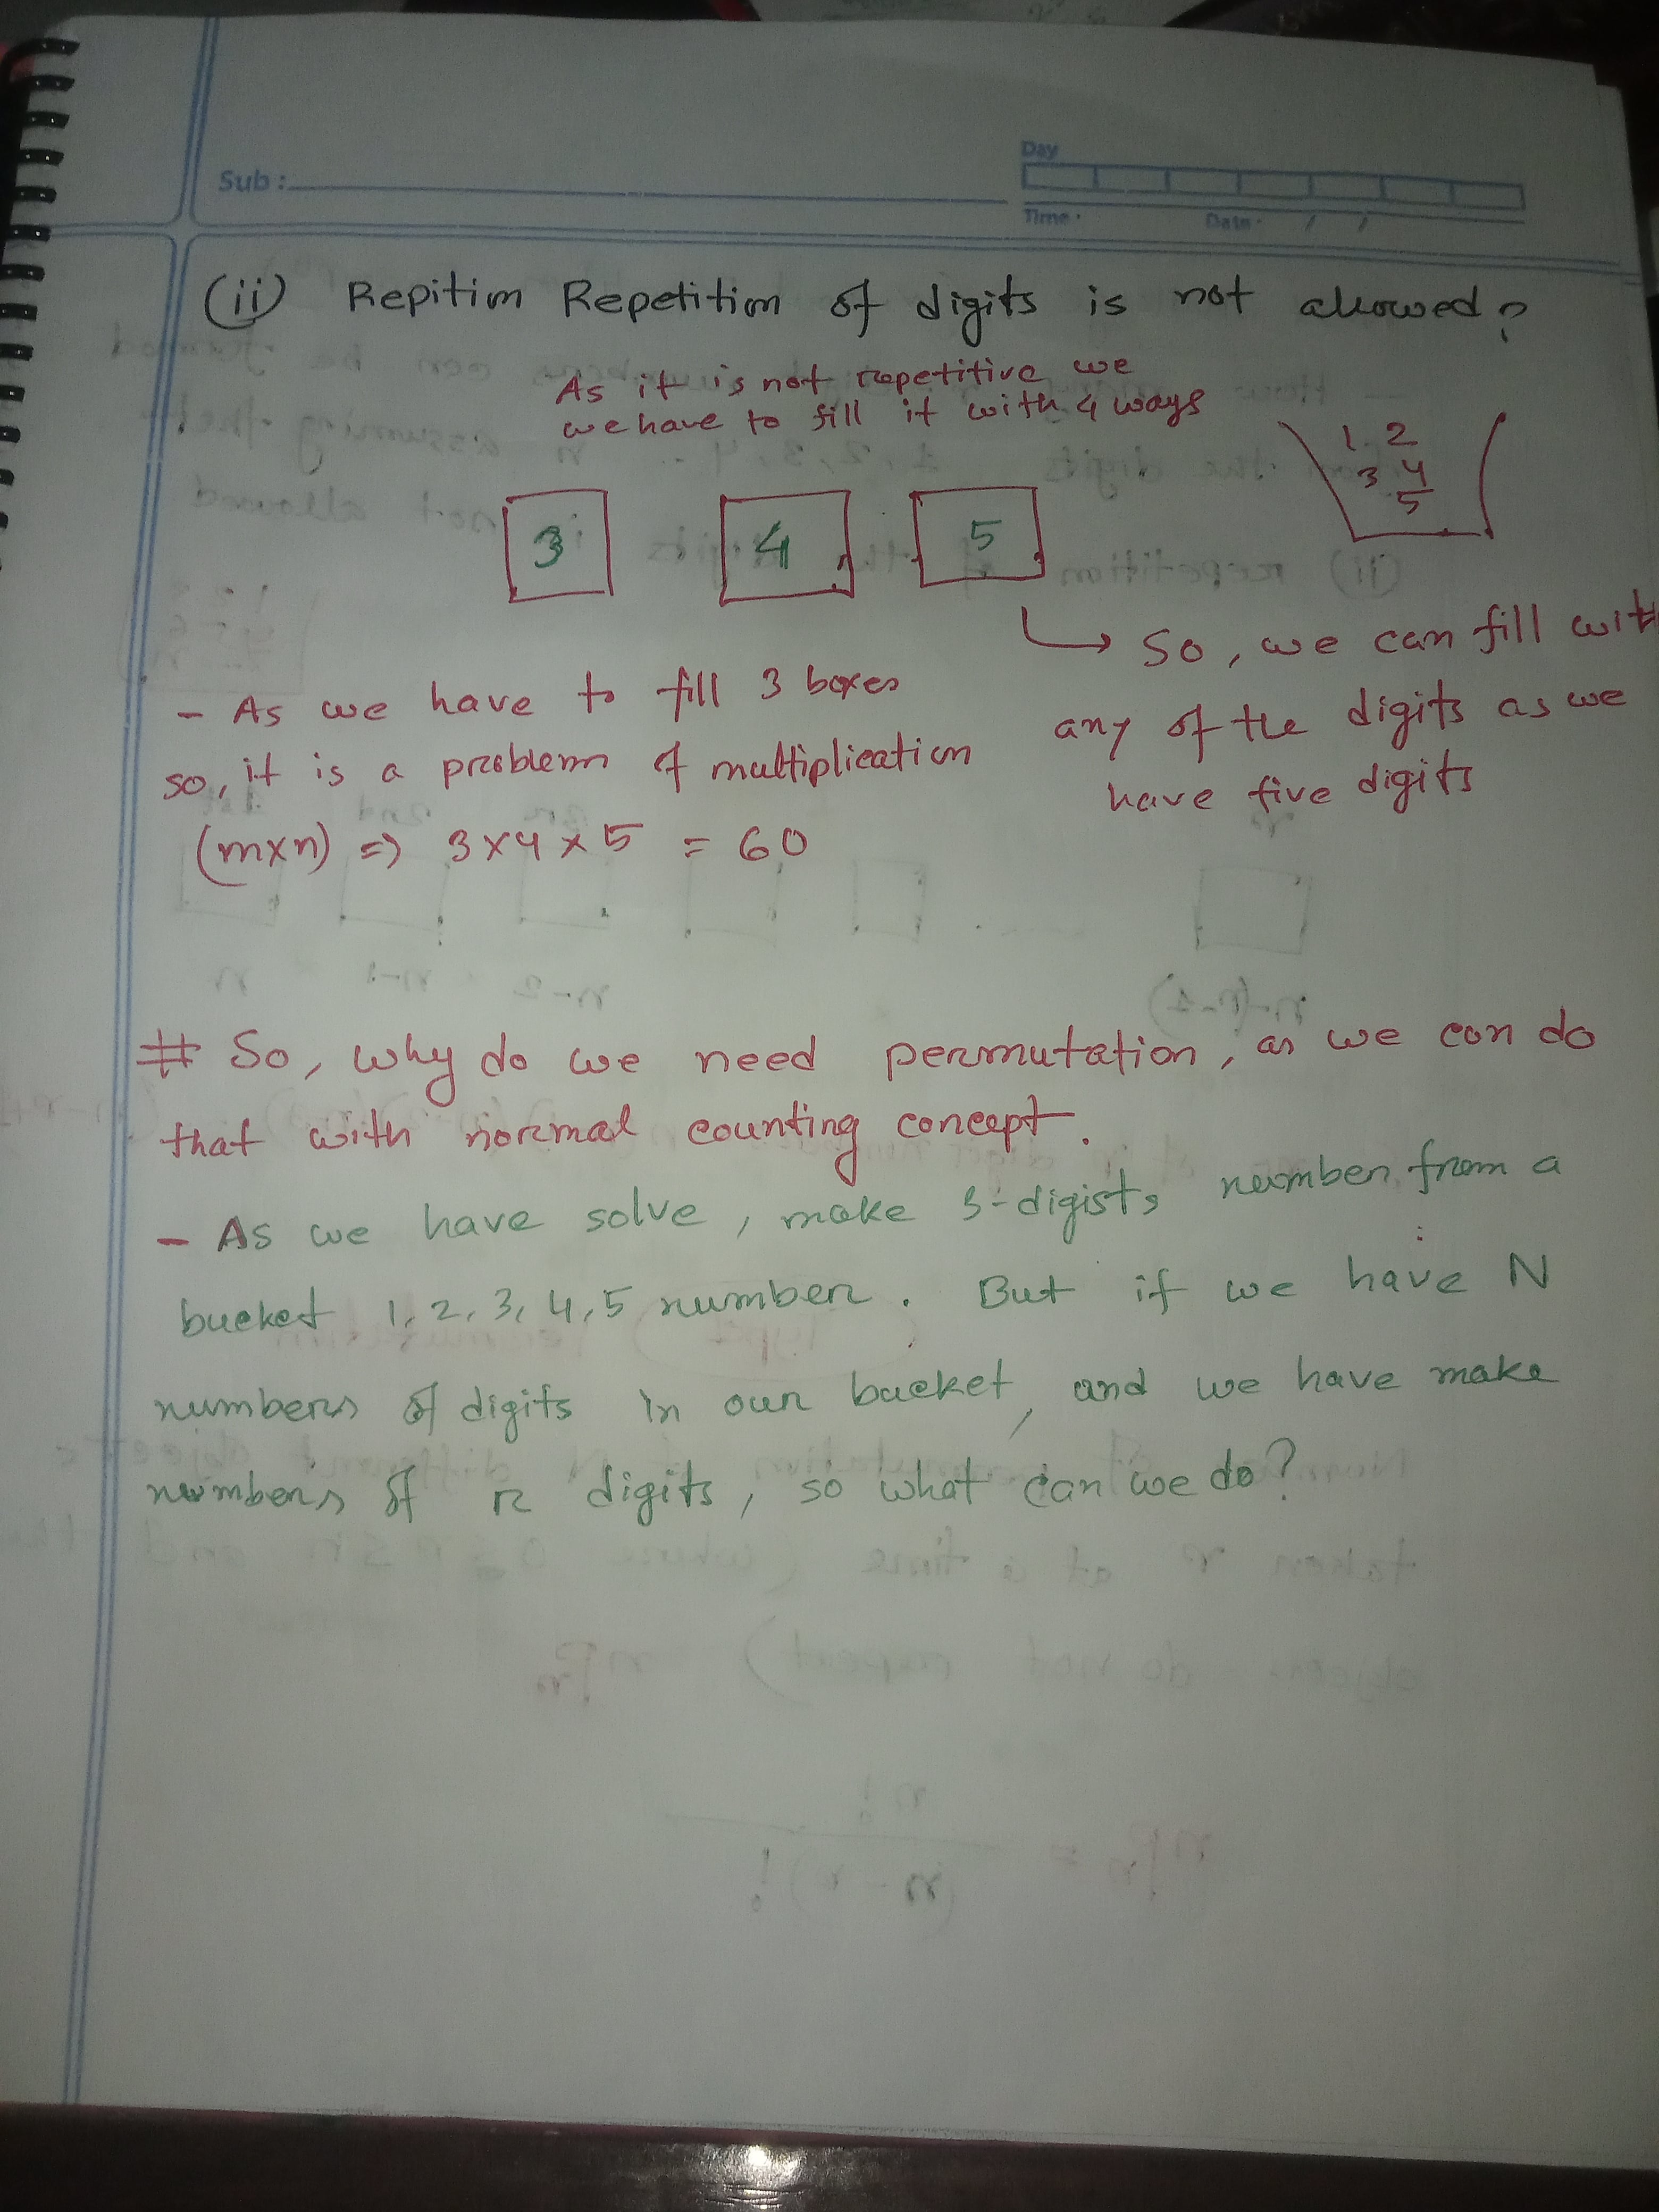 Sub :
Day
Time · Date · / /
(ii) Repitim Repetition of digits is not allowed?
As it is not repetitive we
we have to fill it with 4 ways
1 2
3 4
5
3 4 5
So, we can fill with
any of the digits as we
have five digits
- As we have to fill 3 boxes
so, it is a problem of multiplication
(m×n) => 3×4×5 = 60
# So, why do we need permutation, as we can do
that with normal counting concept.
- As we have solve, make 3-digists number from a
bucket 1, 2, 3, 4, 5 number. But if we have N
numbers of digits in our bucket, and we have make
numbers of r digits, so what can we do?